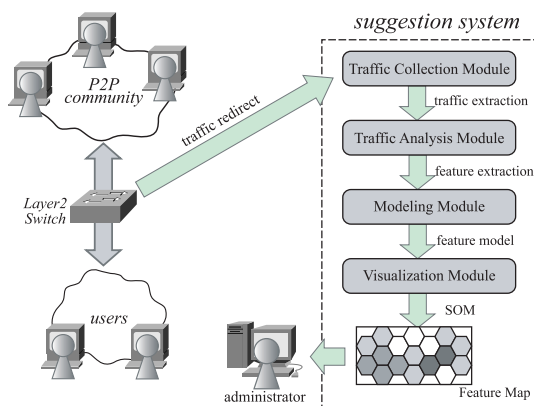 suggestion system
P2P
community
Traffic Collection Module
traffic redirect
traffic extraction
Traffic Analysis Module
feature extraction
Layer2
Switch
Modeling Module
feature model
Visualization Module
users
SOM
administrator
Feature Map